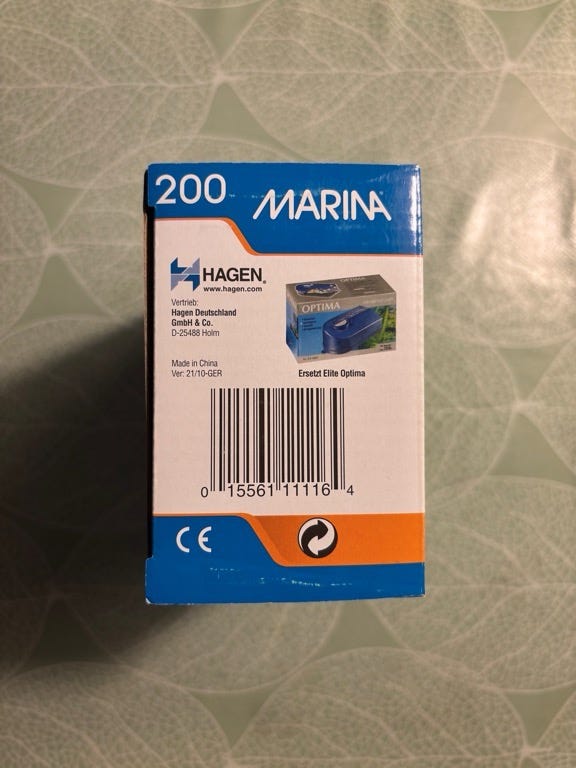 200 MARINA
HAGEN®
www.hagen.com
OPTIMA
OPTIMA
Vertrieb:
Hagen Deutschland
GmbH & Co.
D-25488 Holm
Made in China
Ver: 21/10-GER
Ersetzt Elite Optima
0 15561 11116 4
CE